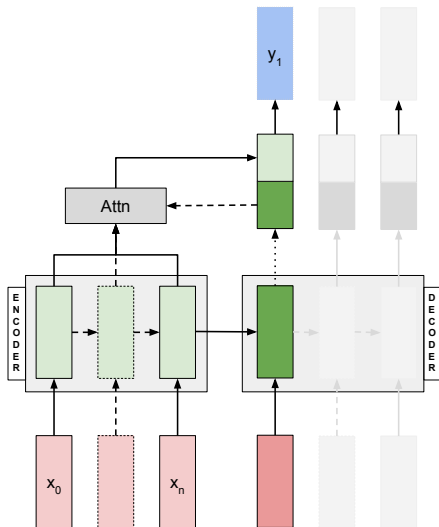 y₁
Attn
ENCODER
DECODER
x₀
xₙ